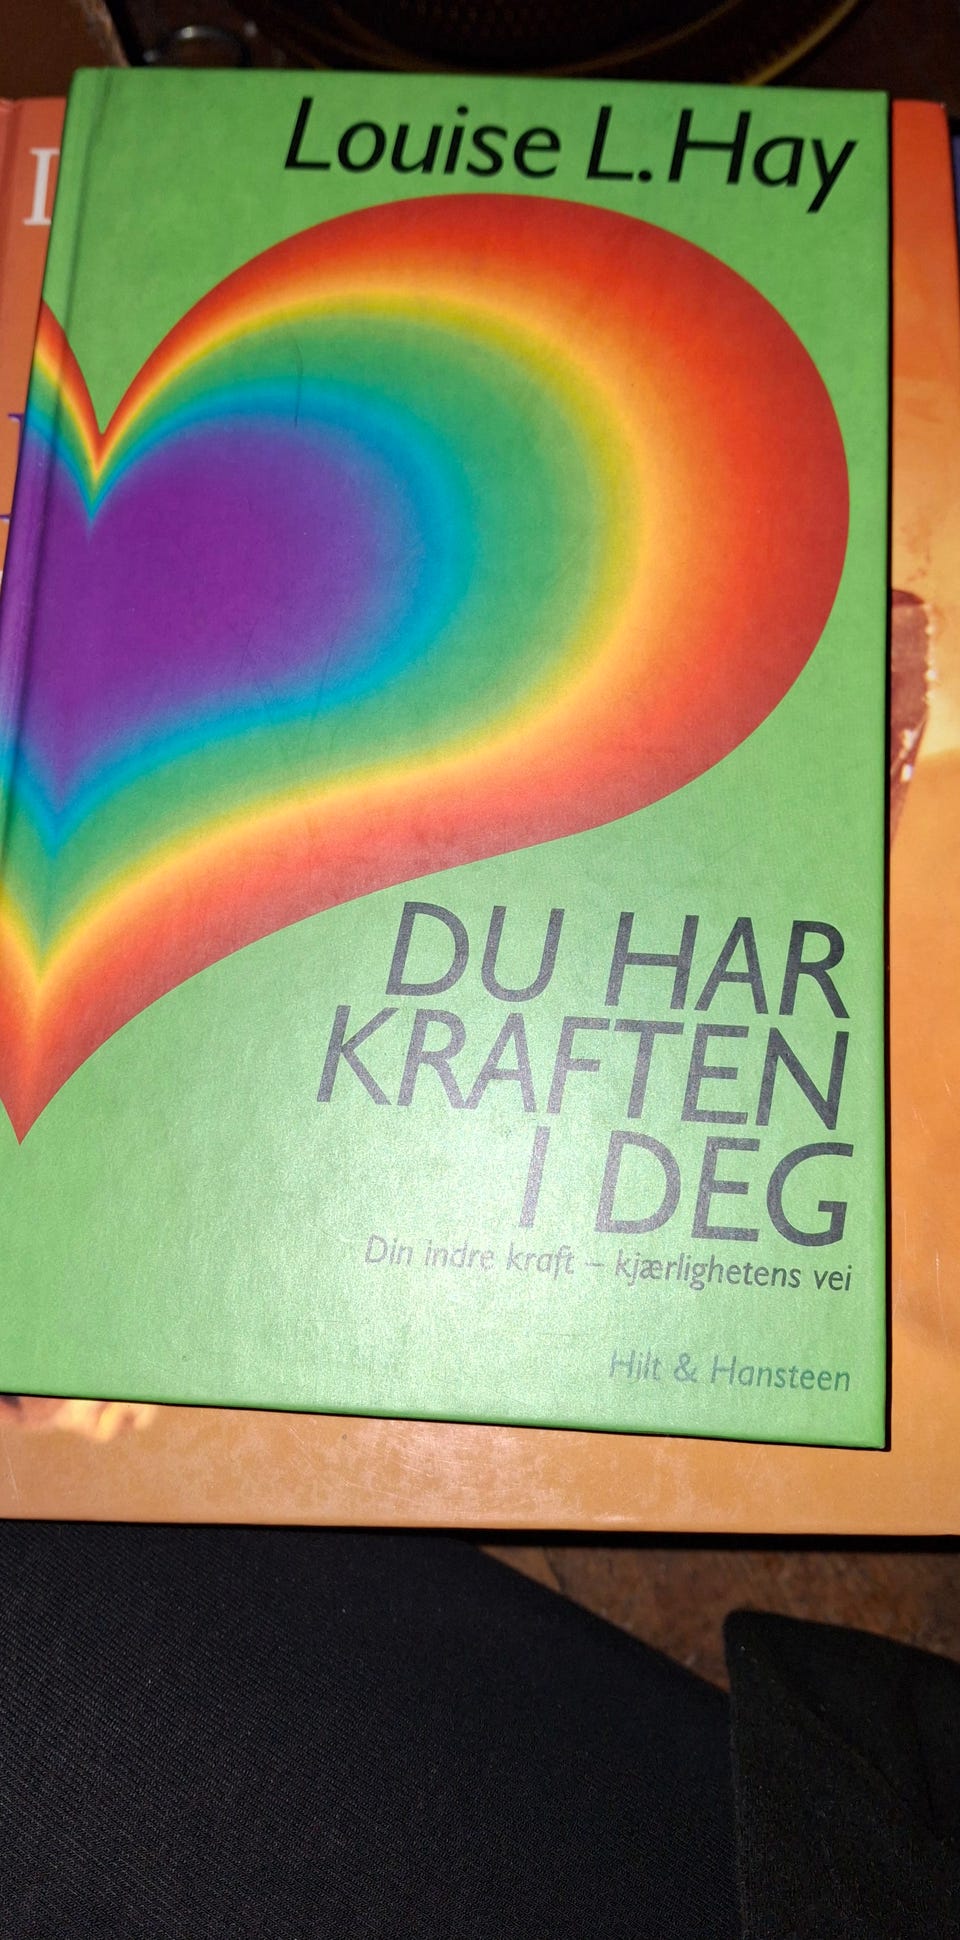 Louise L. Hay
DU HAR
KRAFTEN
I DEG
Din indre kraft – kjærlighetens vei
Hilt & Hansteen